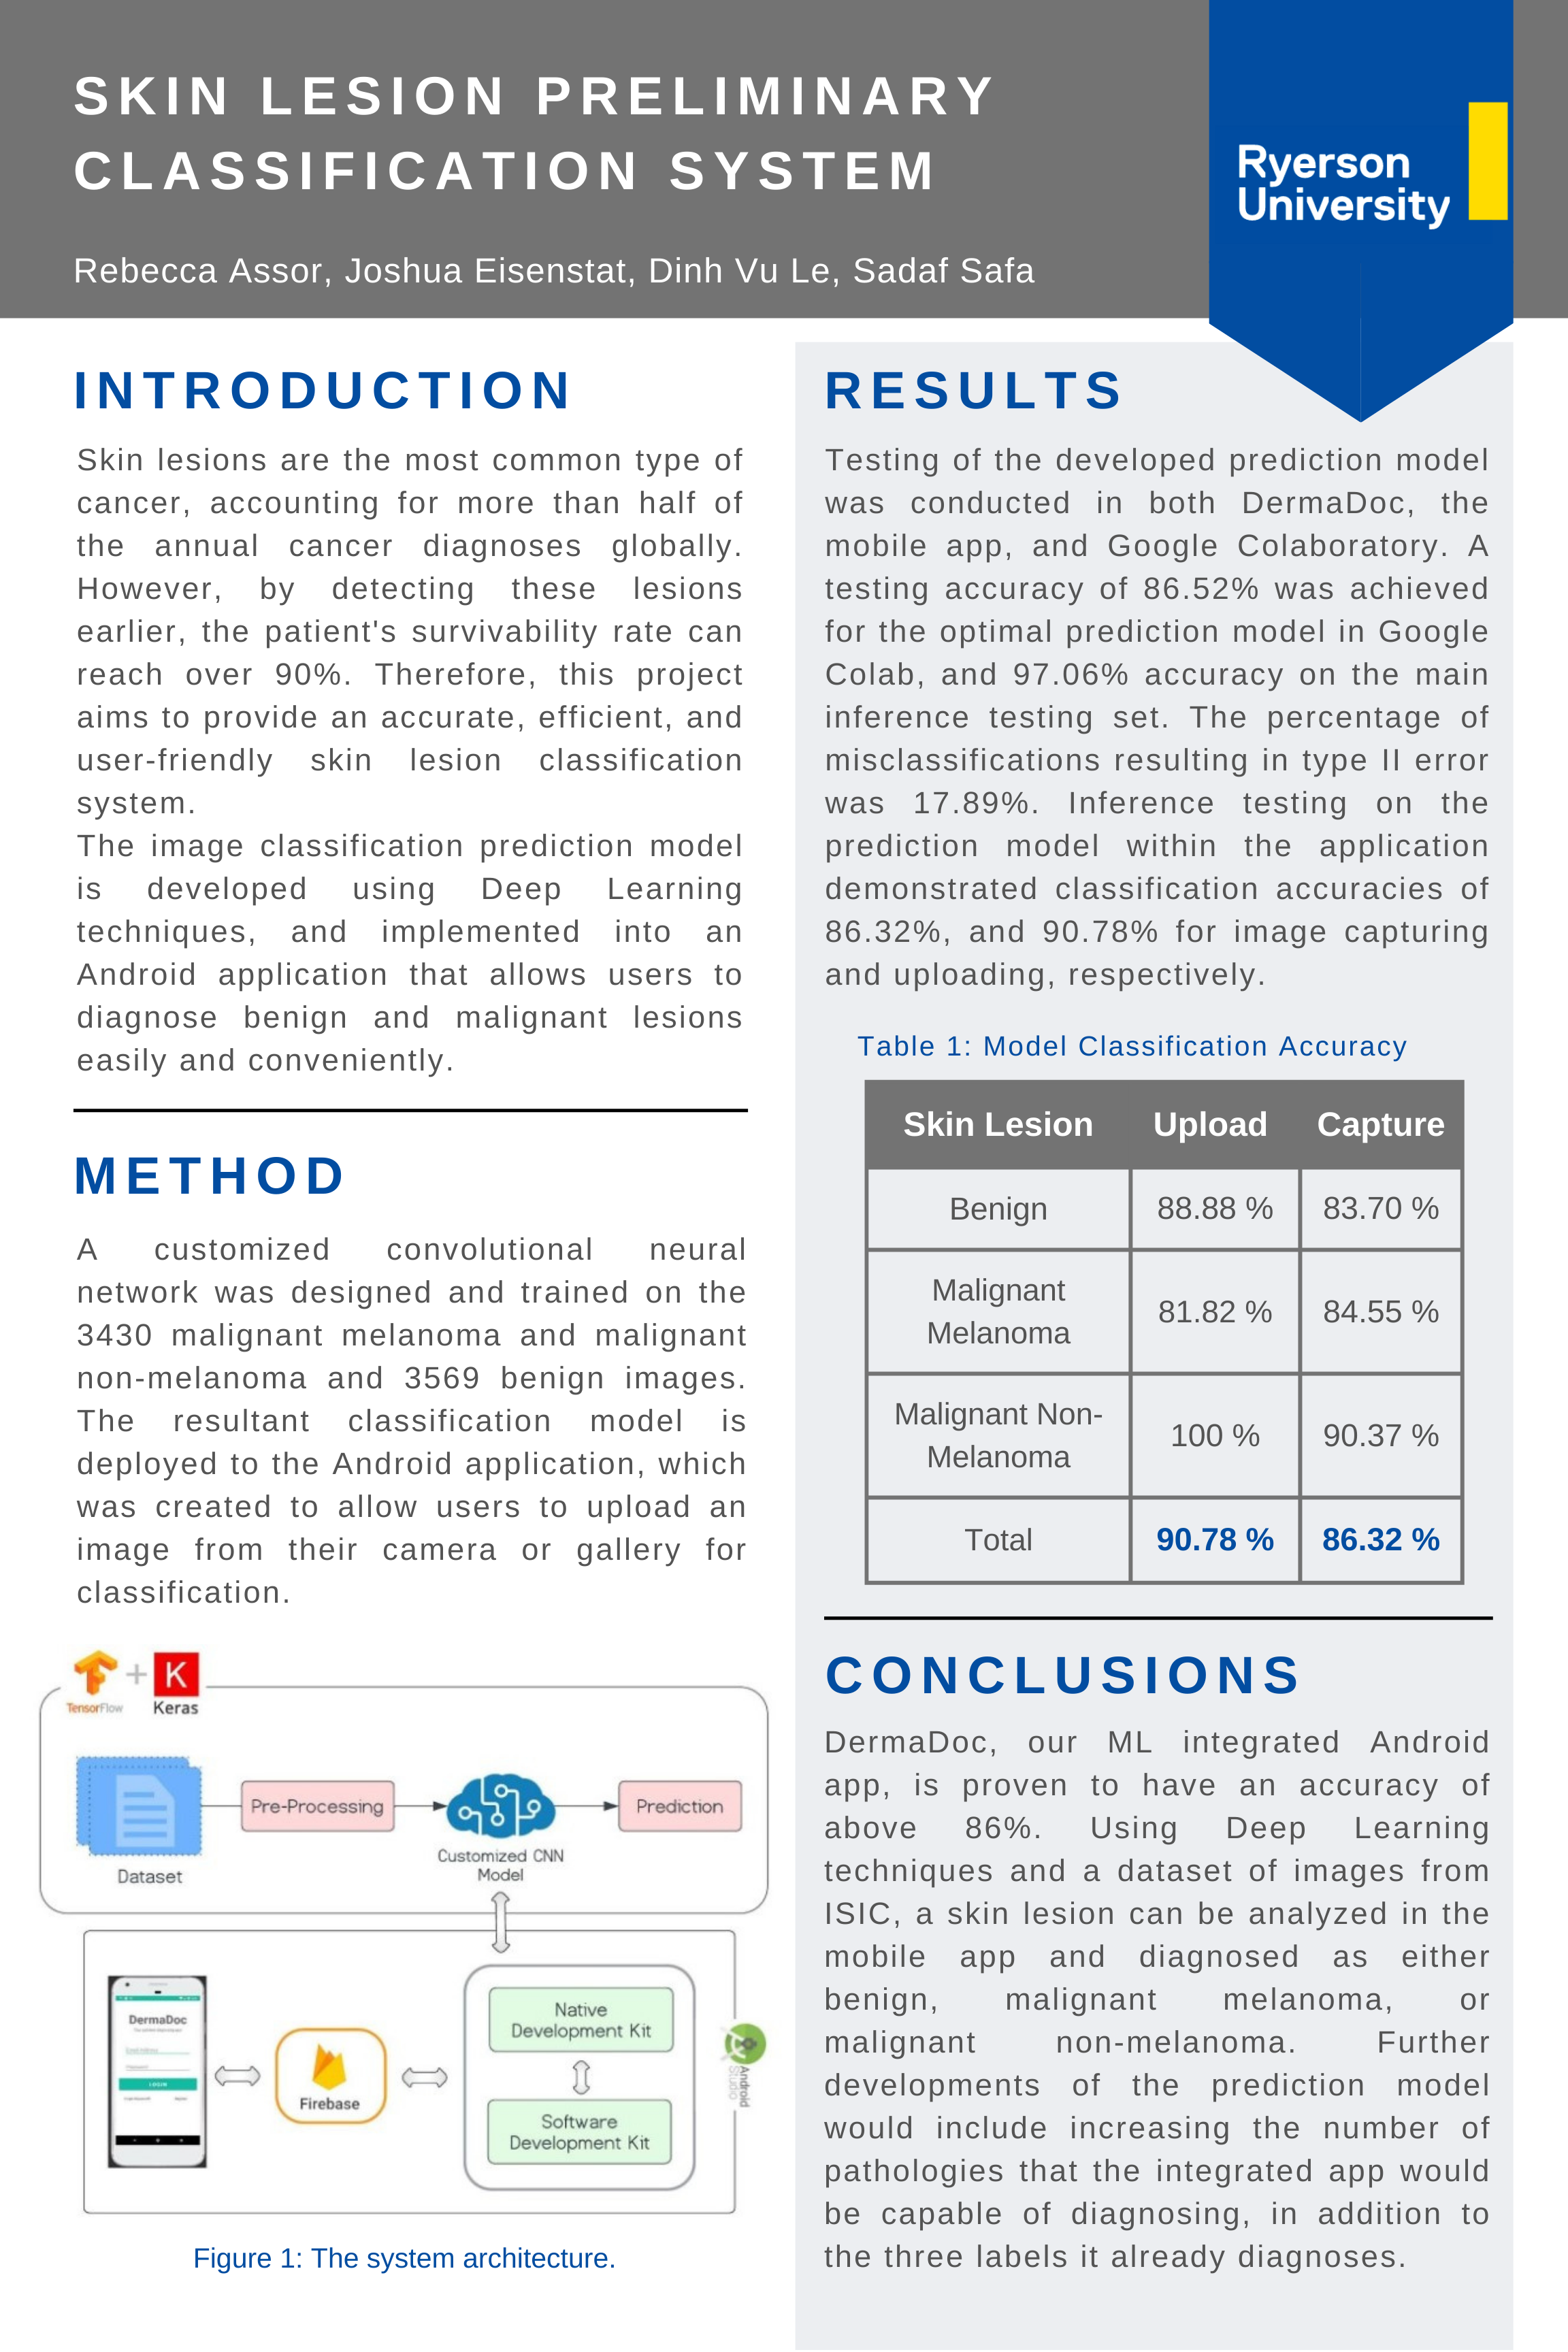 SKIN LESION PRELIMINARY
CLASSIFICATION SYSTEM
Rebecca Assor, Joshua Eisenstat, Dinh Vu Le, Sadaf Safa
Ryerson
University
INTRODUCTION
Skin lesions are the most common type of
cancer, accounting for more than half of
the annual cancer diagnoses globally.
However, by detecting these lesions
earlier, the patient's survivability rate can
reach over 90%. Therefore, this project
aims to provide an accurate, efficient, and
user-friendly skin lesion classification
system.
The image classification prediction model
is developed using Deep Learning
techniques, and implemented into an
Android application that allows users to
diagnose benign and malignant lesions
easily and conveniently.
METHOD
A customized convolutional neural
network was designed and trained on the
3430 malignant melanoma and malignant
non-melanoma and 3569 benign images.
The resultant classification model is
deployed to the Android application, which
was created to allow users to upload an
image from their camera or gallery for
classification.
TensorFlow + K Keras
Dataset
Pre-Processing
Customized CNN
Model
Prediction
DermaDoc
LOGIN
Firebase
Native
Development Kit
Software
Development Kit
Android
Studio
Figure 1: The system architecture.
RESULTS
Testing of the developed prediction model
was conducted in both DermaDoc, the
mobile app, and Google Colaboratory. A
testing accuracy of 86.52% was achieved
for the optimal prediction model in Google
Colab, and 97.06% accuracy on the main
inference testing set. The percentage of
misclassifications resulting in type II error
was 17.89%. Inference testing on the
prediction model within the application
demonstrated classification accuracies of
86.32%, and 90.78% for image capturing
and uploading, respectively.
Table 1: Model Classification Accuracy
Skin Lesion Upload Capture
Benign 88.88 % 83.70 %
Malignant
Melanoma 81.82 % 84.55 %
Malignant Non-
Melanoma 100 % 90.37 %
Total 90.78 % 86.32 %
CONCLUSIONS
DermaDoc, our ML integrated Android
app, is proven to have an accuracy of
above 86%. Using Deep Learning
techniques and a dataset of images from
ISIC, a skin lesion can be analyzed in the
mobile app and diagnosed as either
benign, malignant melanoma, or
malignant non-melanoma. Further
developments of the prediction model
would include increasing the number of
pathologies that the integrated app would
be capable of diagnosing, in addition to
the three labels it already diagnoses.